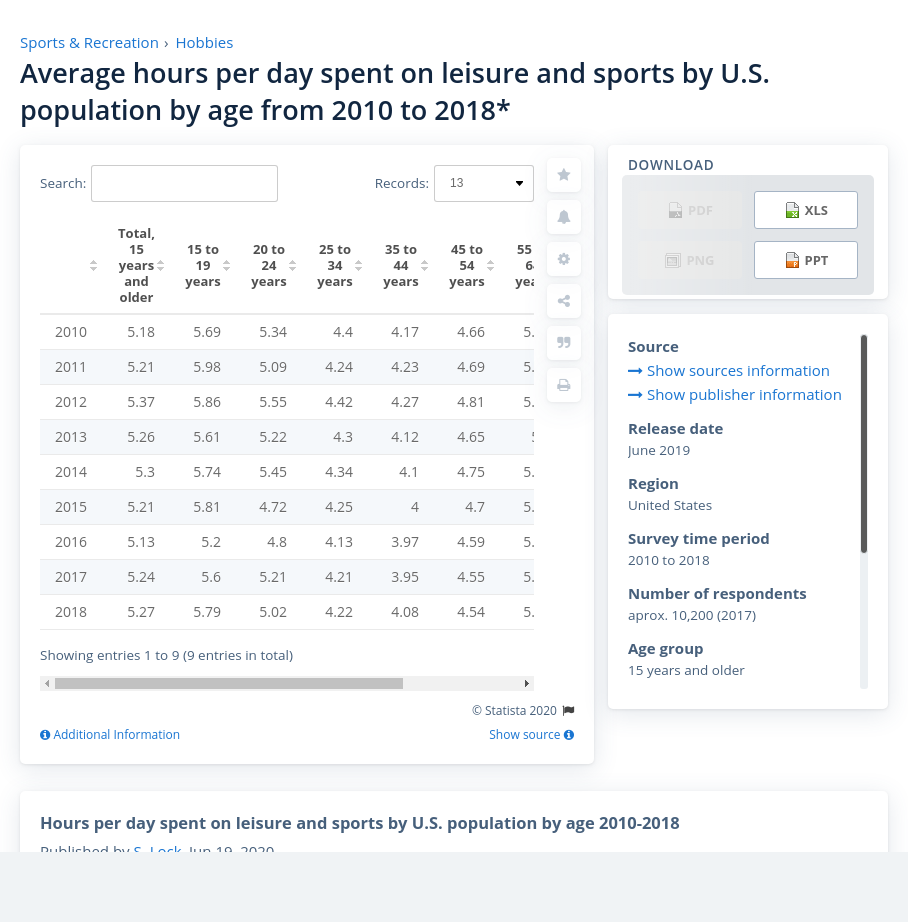 Sports & Recreation › Hobbies
Average hours per day spent on leisure and sports by U.S.
population by age from 2010 to 2018*
Search:
Records: 13
Total,
15
years
and
older
15 to
19
years
20 to
24
years
25 to
34
years
35 to
44
years
45 to
54
years
55
2010 5.18 5.69 5.34 4.4 4.17 4.66 5.
2011 5.21 5.98 5.09 4.24 4.23 4.69 5.
2012 5.37 5.86 5.55 4.42 4.27 4.81 5.
2013 5.26 5.61 5.22 4.3 4.12 4.65
2014 5.3 5.74 5.45 4.34 4.1 4.75 5.
2015 5.21 5.81 4.72 4.25 4 4.7 5.
2016 5.13 5.2 4.8 4.13 3.97 4.59 5.
2017 5.24 5.6 5.21 4.21 3.95 4.55 5.
2018 5.27 5.79 5.02 4.22 4.08 4.54 5.
Showing entries 1 to 9 (9 entries in total)
© Statista 2020
Additional Information
Show source
DOWNLOAD
PDF XLS
PNG PPT
Source
Show sources information
Show publisher information
Release date
June 2019
Region
United States
Survey time period
2010 to 2018
Number of respondents
aprox. 10,200 (2017)
Age group
15 years and older
Hours per day spent on leisure and sports by U.S. population by age 2010-2018
Published by S. Lock, Jun 19, 2020